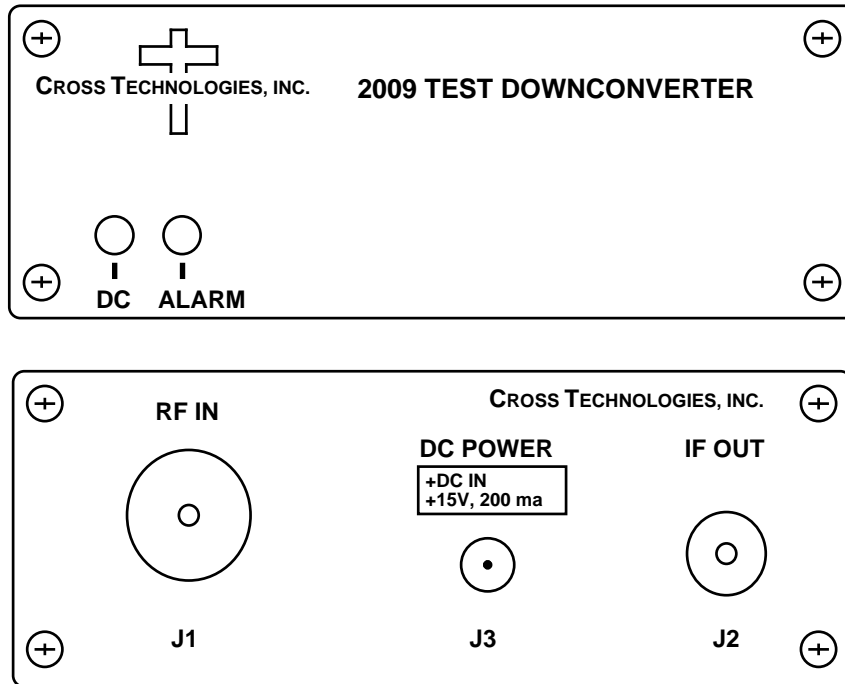 CROSS TECHNOLOGIES, INC.
2009 TEST DOWNCONVERTER
DC
ALARM
CROSS TECHNOLOGIES, INC.
RF IN
DC POWER
IF OUT
+DC IN
+15V, 200 ma
J1
J3
J2